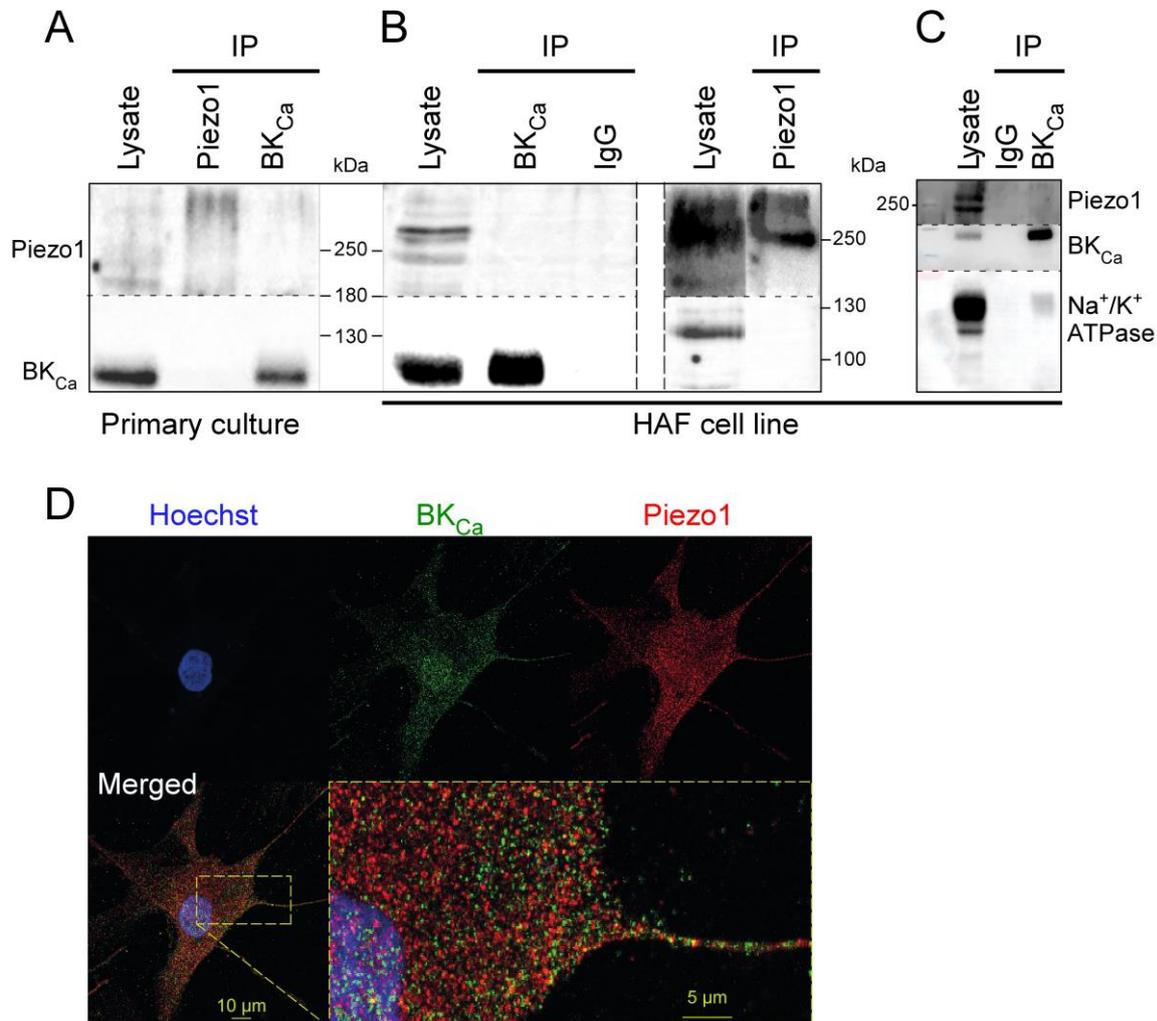 A
IP
Lysate
Piezo1
BKCa
kDa
Piezo1
BKCa
250
180
130
Primary culture
B
IP
Lysate
BKCa
IgG
IP
Lysate
Piezo1
kDa
250
130
100
C
IP
Lysate
IgG
BKCa
250
Piezo1
BKCa
Na+/K+
ATPase
HAF cell line
D
Hoechst
BKCa
Piezo1
Merged
10 µm
5 µm